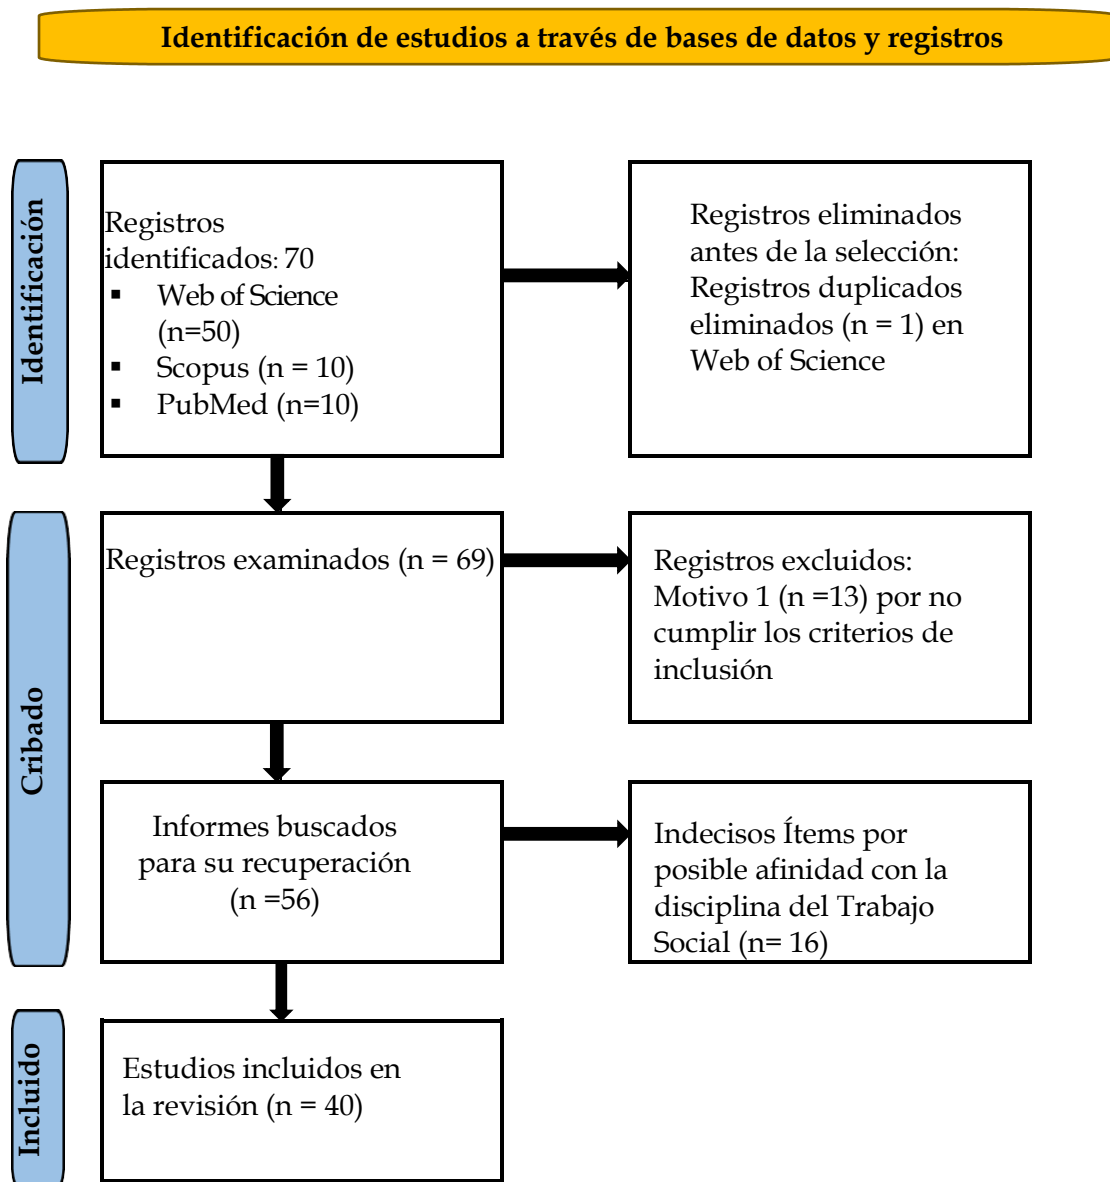 Identificación de estudios a través de bases de datos y registros
Identificación
Registros
identificados: 70
▪ Web of Science
(n=50)
▪ Scopus (n = 10)
▪ PubMed (n=10)
Registros eliminados
antes de la selección:
Registros duplicados
eliminados (n = 1) en
Web of Science
Cribado
Registros examinados (n = 69)
Registros excluidos:
Motivo 1 (n =13) por no
cumplir los criterios de
inclusión
Informes buscados
para su recuperación
(n =56)
Indecisos Ítems por
posible afinidad con la
disciplina del Trabajo
Social (n= 16)
Incluido
Estudios incluidos en
la revisión (n = 40)